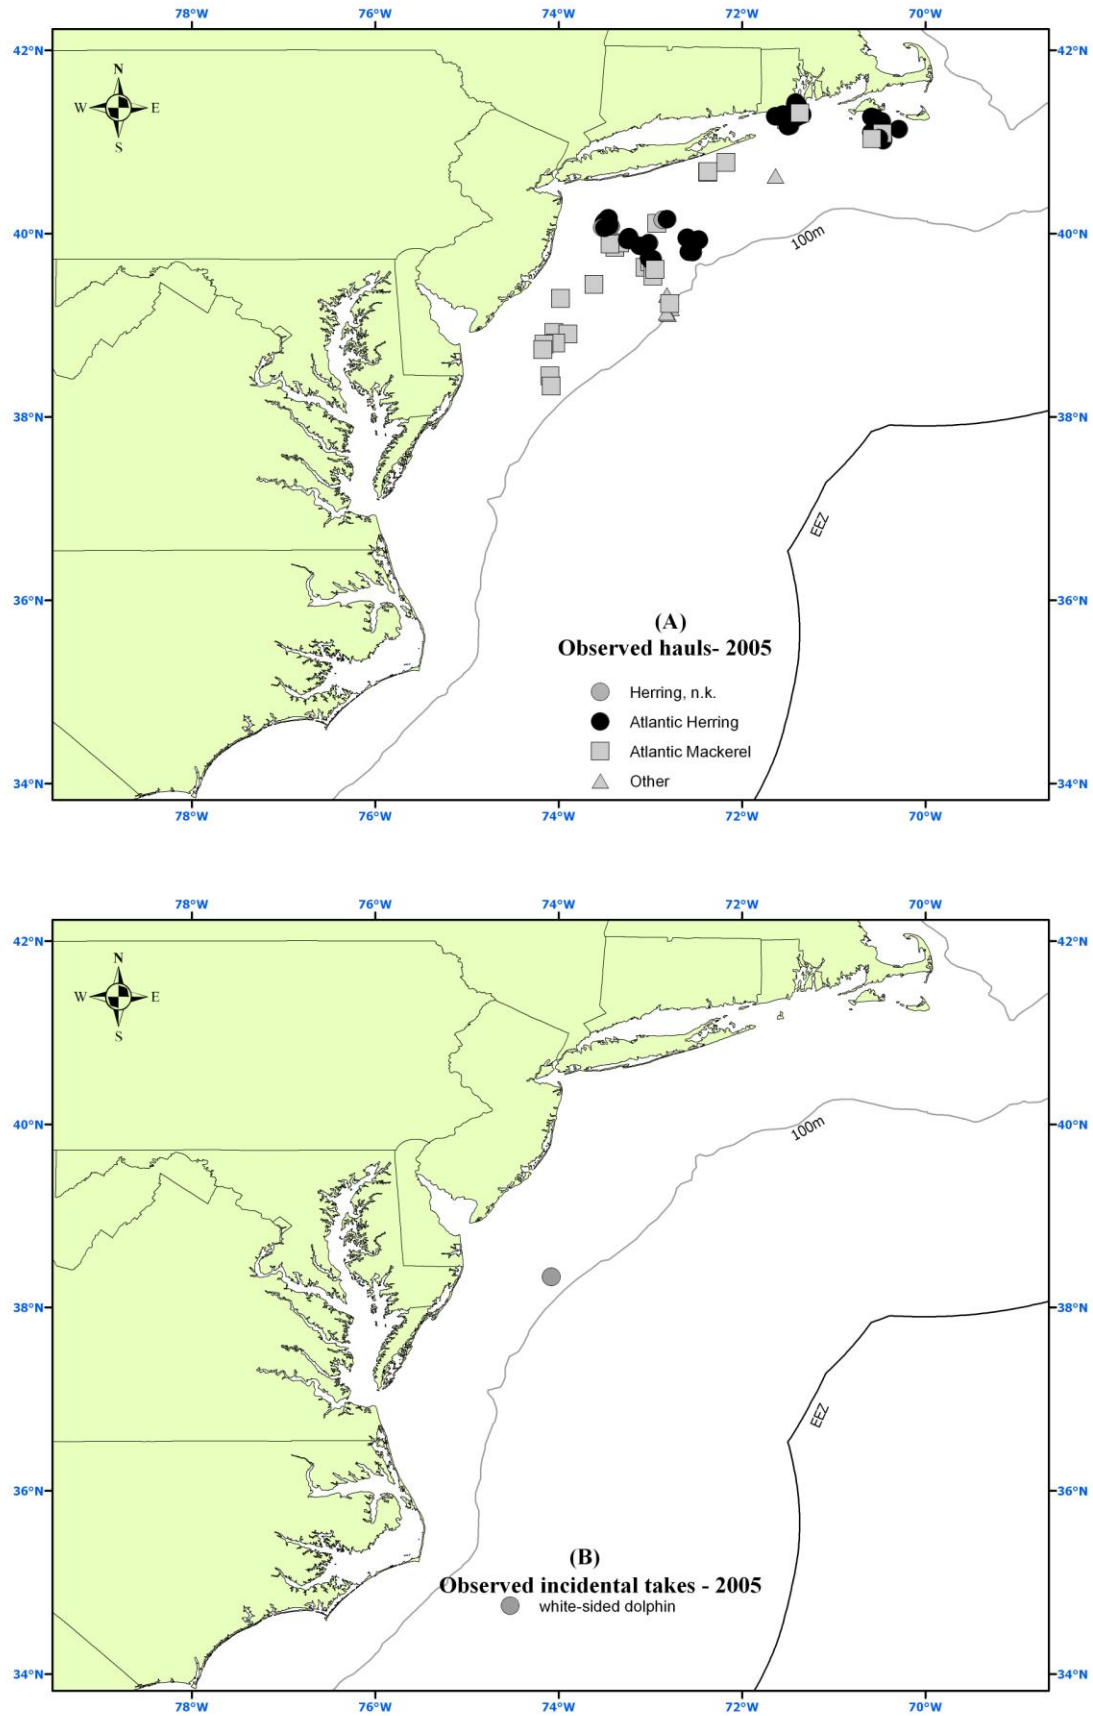 78°W 76°W 74°W 72°W 70°W
42°N 42°N
N
W E
S
40°N 40°N
100m
38°N 38°N
EEZ
36°N 36°N
(A)
Observed hauls- 2005
Herring, n.k.
Atlantic Herring
Atlantic Mackerel
Other
34°N 34°N
78°W 76°W 74°W 72°W 70°W
78°W 76°W 74°W 72°W 70°W
42°N 42°N
N
W E
S
40°N 40°N
100m
38°N 38°N
EEZ
36°N 36°N
(B)
Observed incidental takes - 2005
white-sided dolphin
34°N 34°N
78°W 76°W 74°W 72°W 70°W